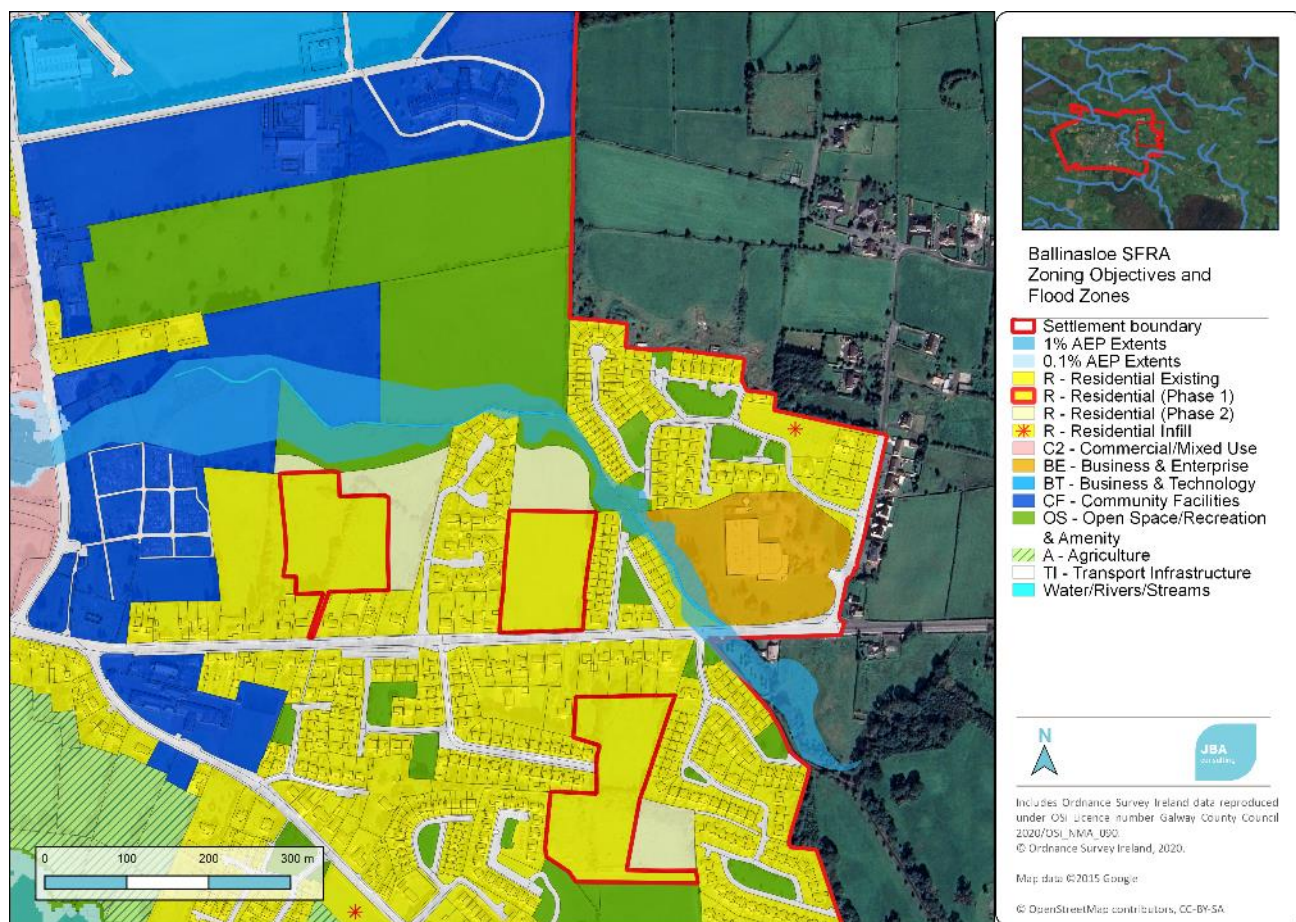 Ballinasloe SFRA
Zoning Objectives and
Flood Zones
Settlement boundary
1% AEP Extents
0.1% AEP Extents
R - Residential Existing
R - Residential (Phase 1)
R - Residential (Phase 2)
R - Residential Infill
C2 - Commercial/Mixed Use
BE - Business & Enterprise
BT - Business & Technology
CF - Community Facilities
OS - Open Space/Recreation
& Amenity
A - Agriculture
TI - Transport Infrastructure
Water/Rivers/Streams
N
JBA
consulting
Includes Ordnance Survey Ireland data reproduced
under OSi Licence number Galway County Council
2020/OSi_NMA_090.
© Ordnance Survey Ireland, 2020.
Map data ©2015 Google
© OpenStreetMap contributors, CC-BY-SA
0 100 200 300 m